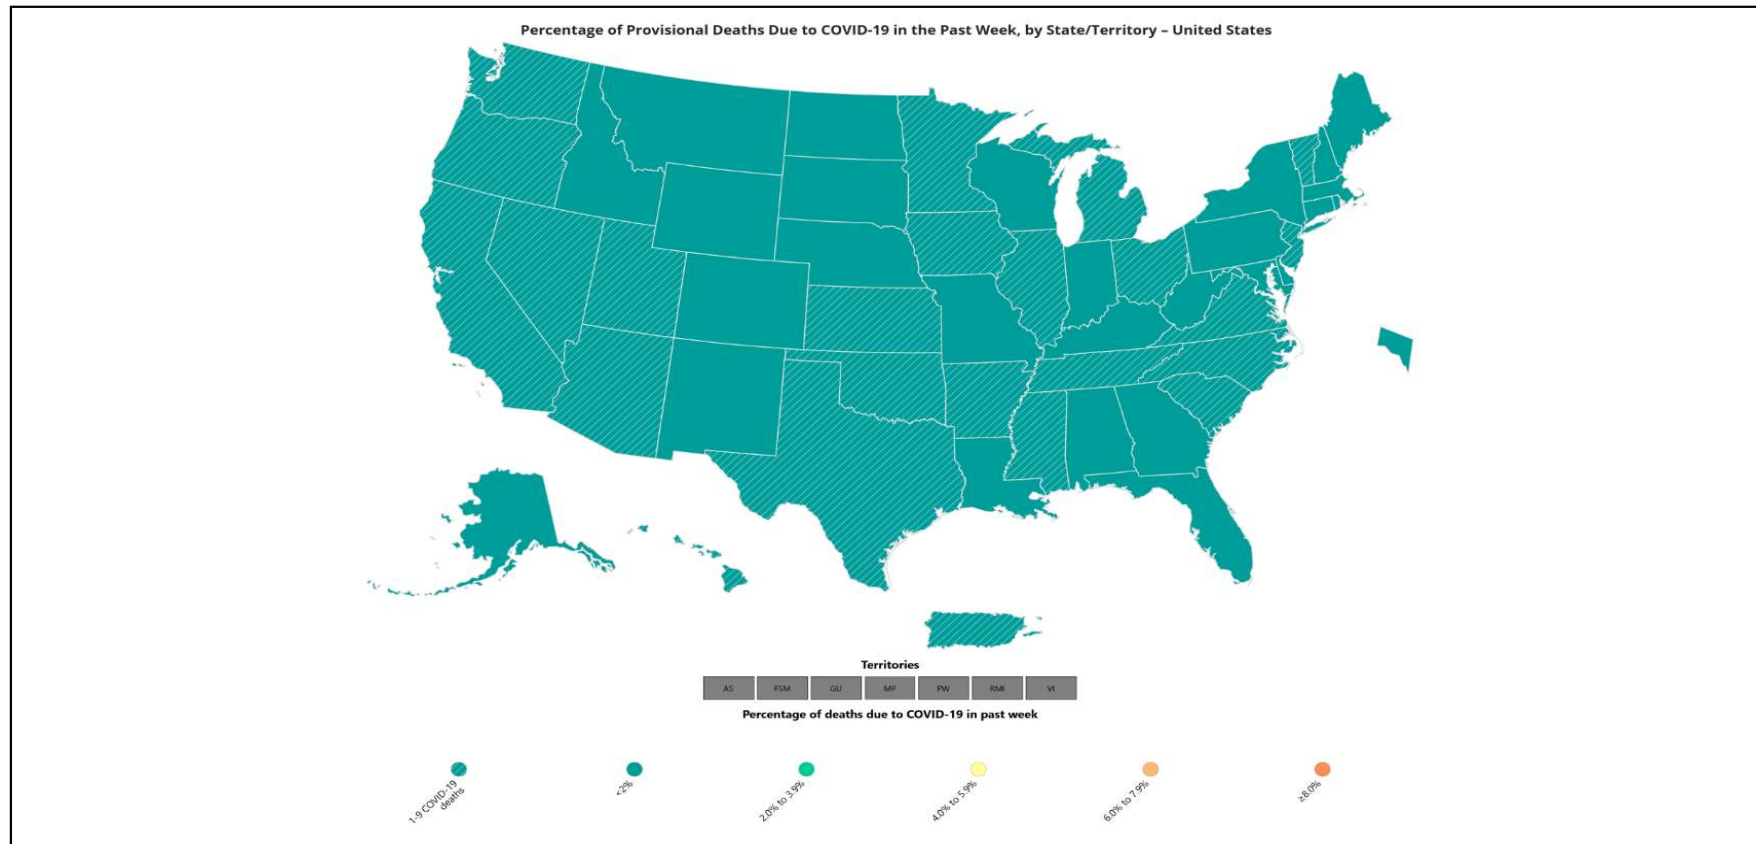 Percentage of Provisional Deaths Due to COVID-19 in the Past Week, by State/Territory – United States
Territories
AS
FSM
GU
MP
PW
RMI
VI
Percentage of deaths due to COVID-19 in past week
1-9 COVID-19
deaths
<2%
2.0% to 3.9%
4.0% to 5.9%
6.0% to 7.9%
≥8.0%